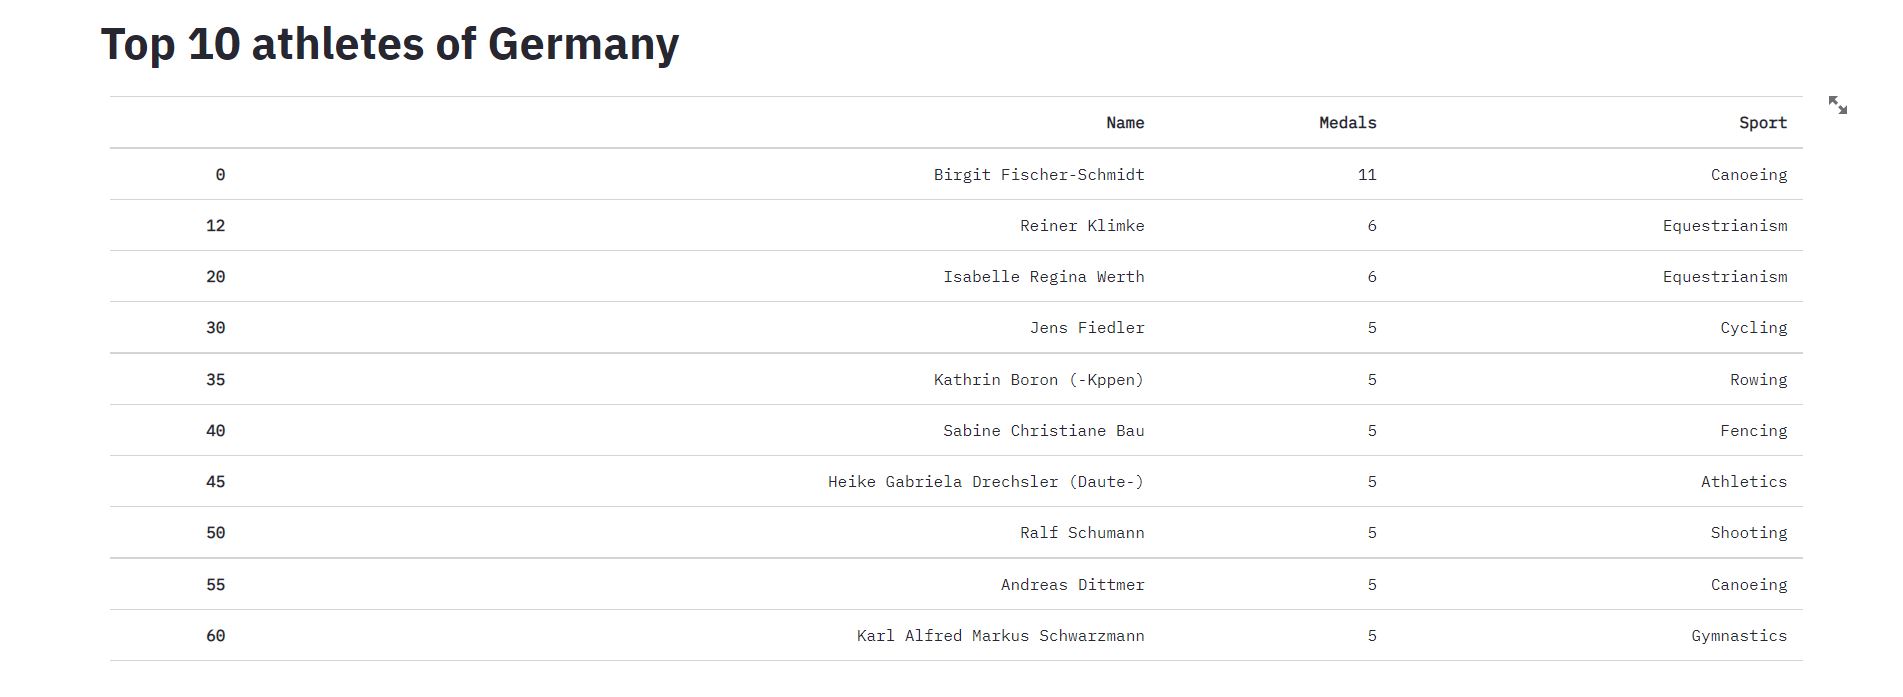 Top 10 athletes of Germany
Name Medals Sport
0 Birgit Fischer-Schmidt 11 Canoeing
12 Reiner Klimke 6 Equestrianism
20 Isabelle Regina Werth 6 Equestrianism
30 Jens Fiedler 5 Cycling
35 Kathrin Boron (-Kppen) 5 Rowing
40 Sabine Christiane Bau 5 Fencing
45 Heike Gabriela Drechsler (Daute-) 5 Athletics
50 Ralf Schumann 5 Shooting
55 Andreas Dittmer 5 Canoeing
60 Karl Alfred Markus Schwarzmann 5 Gymnastics